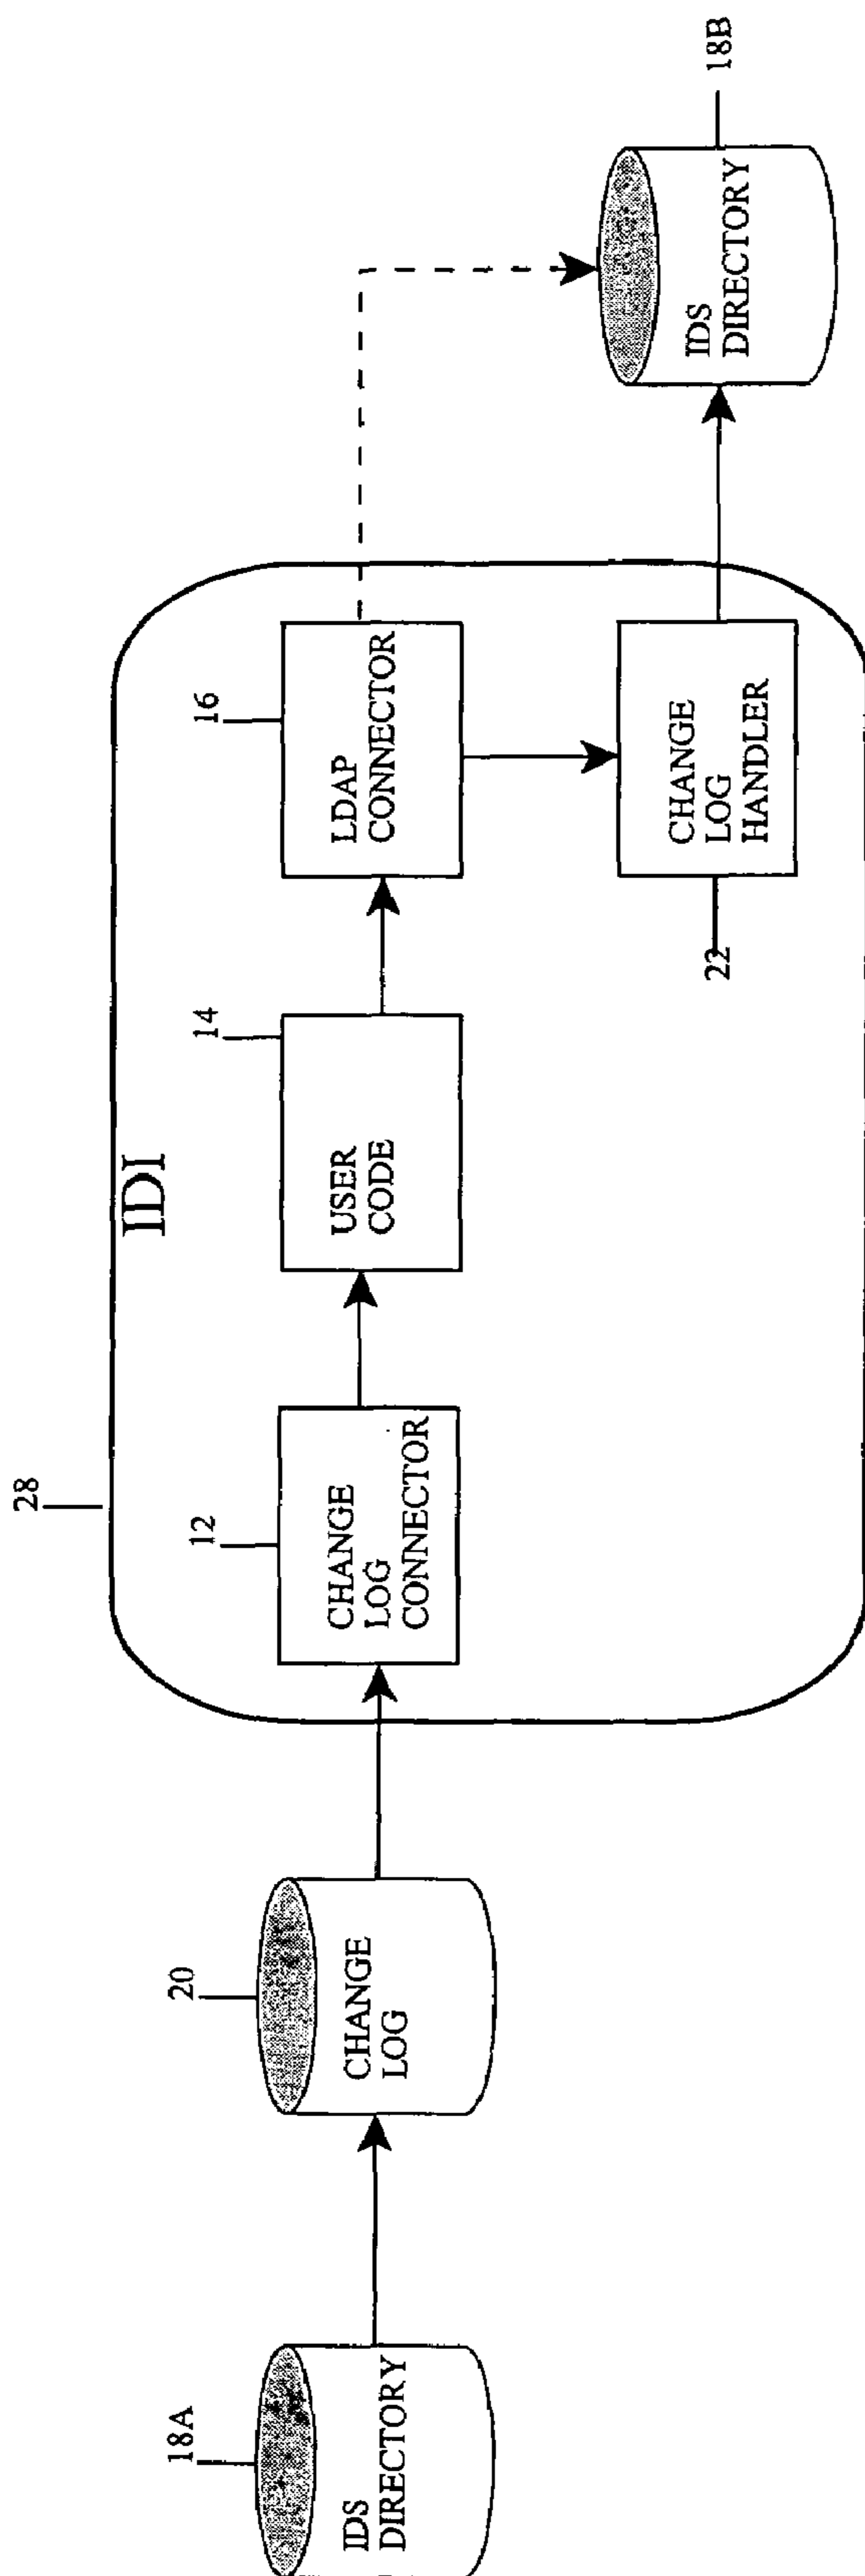 28
IDI
18A
IDS
DIRECTORY
20
CHANGE
LOG
12
CHANGE
LOG
CONNECTOR
14
USER
CODE
16
LDAP
CONNECTOR
22
CHANGE
LOG
HANDLER
IDS
DIRECTORY
18B